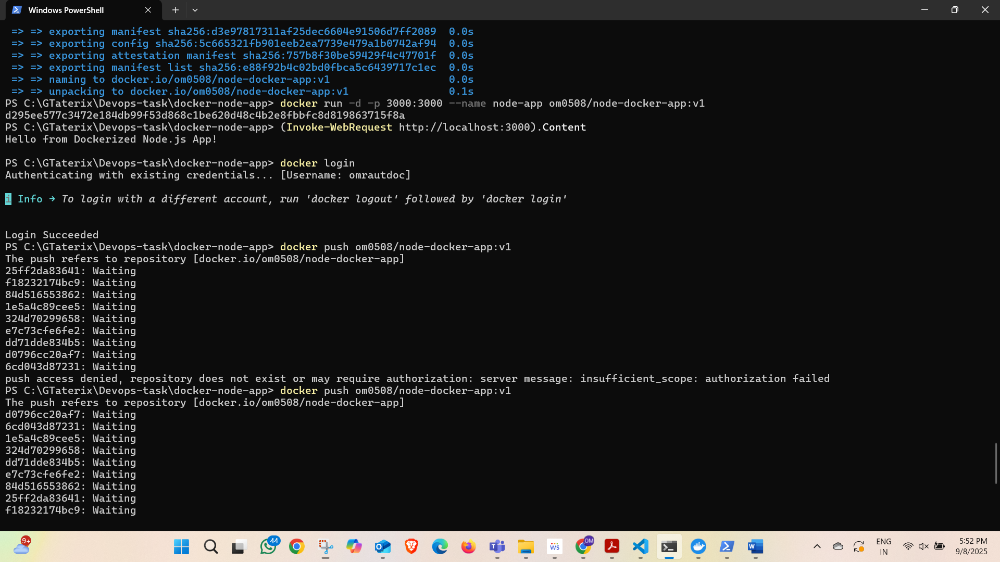 Windows PowerShell
=> => exporting manifest sha256:d3e97817311af25dec6604e91506d7ff2089  0.0s
=> => exporting config sha256:5c665321fb901eeb2ea7739e479a1b0742af94  0.0s
=> => exporting attestation manifest sha256:757b8f30be59429f4c47701f  0.0s
=> => exporting manifest list sha256:e88f92b4c02bd0fbca5c6439717c1ec  0.0s
=> => naming to docker.io/om0508/node-docker-app:v1                   0.0s
=> => unpacking to docker.io/om0508/node-docker-app:v1                0.1s
PS C:\GTaterix\Devops-task\docker-node-app> docker run -d -p 3000:3000 --name node-app om0508/node-docker-app:v1
d295ee577c3472e184db99f53d868c1be620d48c4b2e8fbbfc8d819863715f8a
PS C:\GTaterix\Devops-task\docker-node-app> (Invoke-WebRequest http://localhost:3000).Content
Hello from Dockerized Node.js App!
PS C:\GTaterix\Devops-task\docker-node-app> docker login
Authenticating with existing credentials... [Username: omrautdoc]
i Info → To login with a different account, run 'docker logout' followed by 'docker login'
Login Succeeded
PS C:\GTaterix\Devops-task\docker-node-app> docker push om0508/node-docker-app:v1
The push refers to repository [docker.io/om0508/node-docker-app]
25ff2da83641: Waiting
f18232174bc9: Waiting
84d516553862: Waiting
1e5a4c89cee5: Waiting
324d70299658: Waiting
e7c73cfe6fe2: Waiting
dd71dde834b5: Waiting
d0796cc20af7: Waiting
6cd043d87231: Waiting
push access denied, repository does not exist or may require authorization: server message: insufficient_scope: authorization failed
PS C:\GTaterix\Devops-task\docker-node-app> docker push om0508/node-docker-app:v1
The push refers to repository [docker.io/om0508/node-docker-app]
d0796cc20af7: Waiting
6cd043d87231: Waiting
1e5a4c89cee5: Waiting
324d70299658: Waiting
dd71dde834b5: Waiting
e7c73cfe6fe2: Waiting
84d516553862: Waiting
25ff2da83641: Waiting
f18232174bc9: Waiting
9+
44
OM
WS
ENG
IN
5:52 PM
9/8/2025